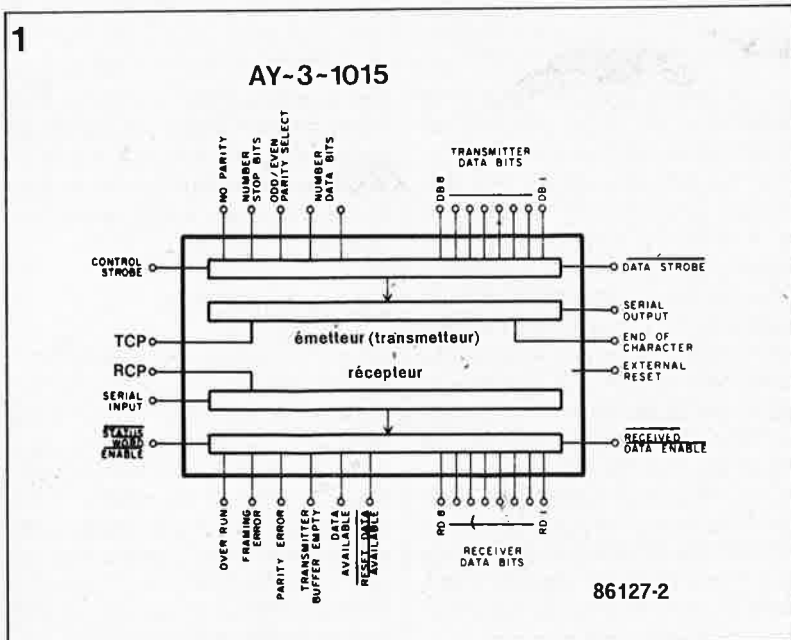 1
AY-3-1015
NO PARITY
NUMBER
STOP BITS
ODD/EVEN
PARITY SELECT
NUMBER
DATA BITS
TRANSMITTER
DATA BITS
DB 8
DB 1
CONTROL
STROBE
DATA STROBE
SERIAL
OUTPUT
TCP
émetteur (transmetteur)
END OF
CHARACTER
RCP
récepteur
EXTERNAL
RESET
SERIAL
INPUT
STATUS
WORD
ENABLE
RECEIVED
DATA ENABLE
OVER RUN
FRAMING
ERROR
PARITY ERROR
TRANSMITTER
BUFFER EMPTY
DATA
AVAILABLE
RESET DATA
AVAILABLE
RD 8
RD 1
RECEIVER
DATA BITS
86127-2